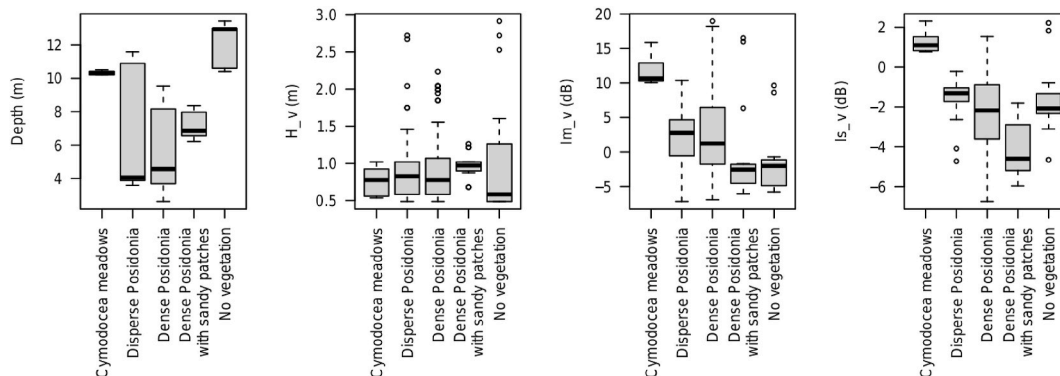 Depth (m)
12
10
8
6
4
Cymodocea meadows
Disperse Posidonia
Dense Posidonia
Dense Posidonia
with sandy patches
No vegetation
H_v (m)
3.0
2.5
2.0
1.5
1.0
0.5
Cymodocea meadows
Disperse Posidonia
Dense Posidonia
Dense Posidonia
with sandy patches
No vegetation
Im_v (dB)
20
15
10
5
0
−5
Cymodocea meadows
Disperse Posidonia
Dense Posidonia
Dense Posidonia
with sandy patches
No vegetation
Is_v (dB)
2
0
−2
−4
−6
Cymodocea meadows
Disperse Posidonia
Dense Posidonia
Dense Posidonia
with sandy patches
No vegetation